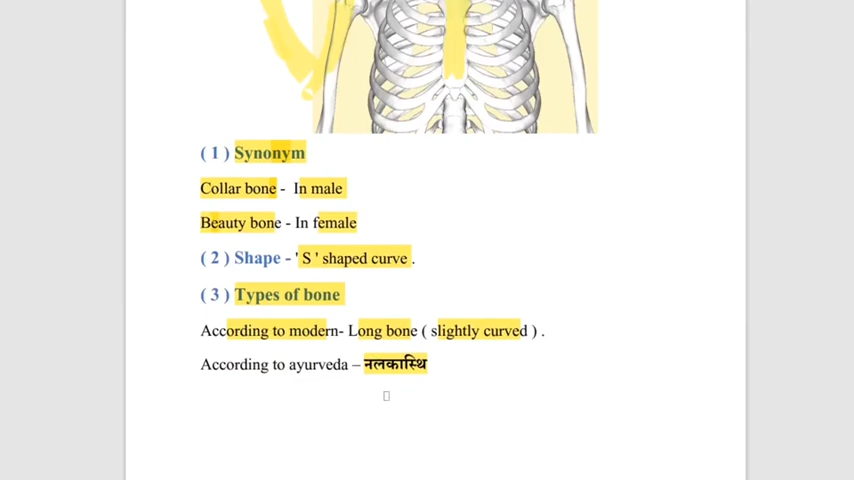 ( 1 ) Synonym
Collar bone - In male
Beauty bone - In female
( 2 ) Shape - ' S ' shaped curve .
( 3 ) Types of bone
According to modern- Long bone ( slightly curved ) .
According to ayurveda – नलकास्थि